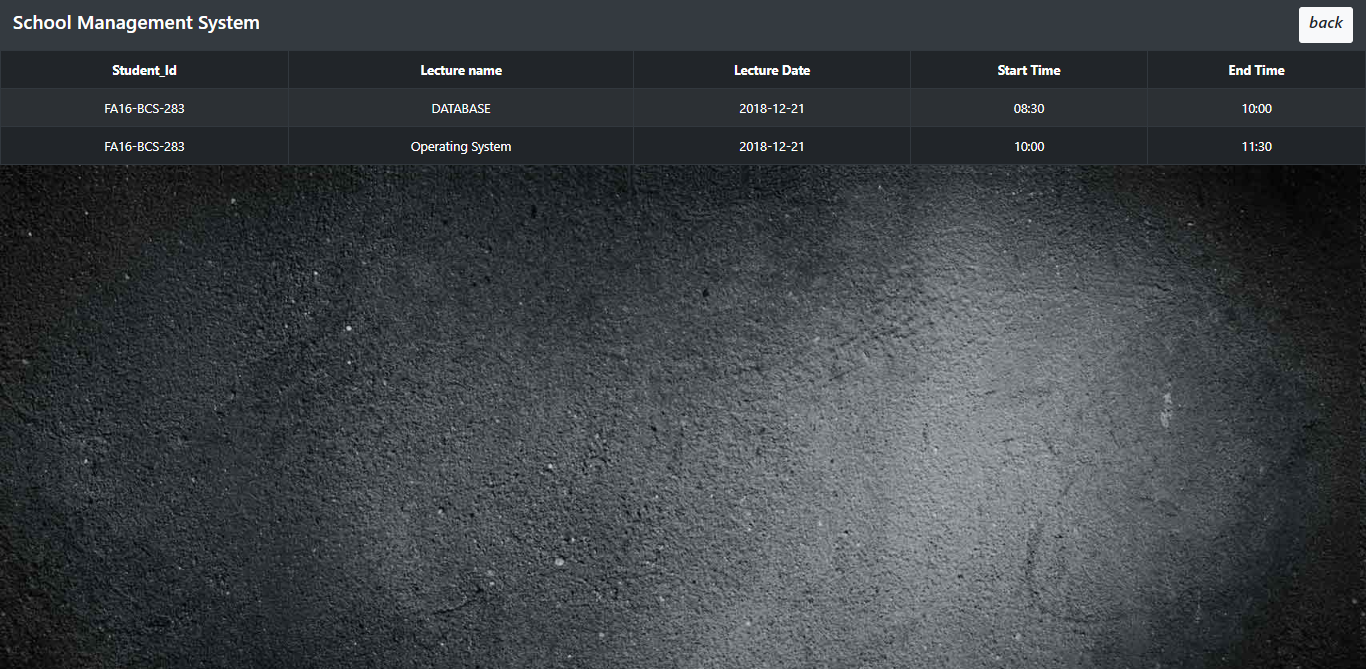 School Management System back
Student_Id Lecture name Lecture Date Start Time End Time
FA16-BCS-283 DATABASE 2018-12-21 08:30 10:00
FA16-BCS-283 Operating System 2018-12-21 10:00 11:30